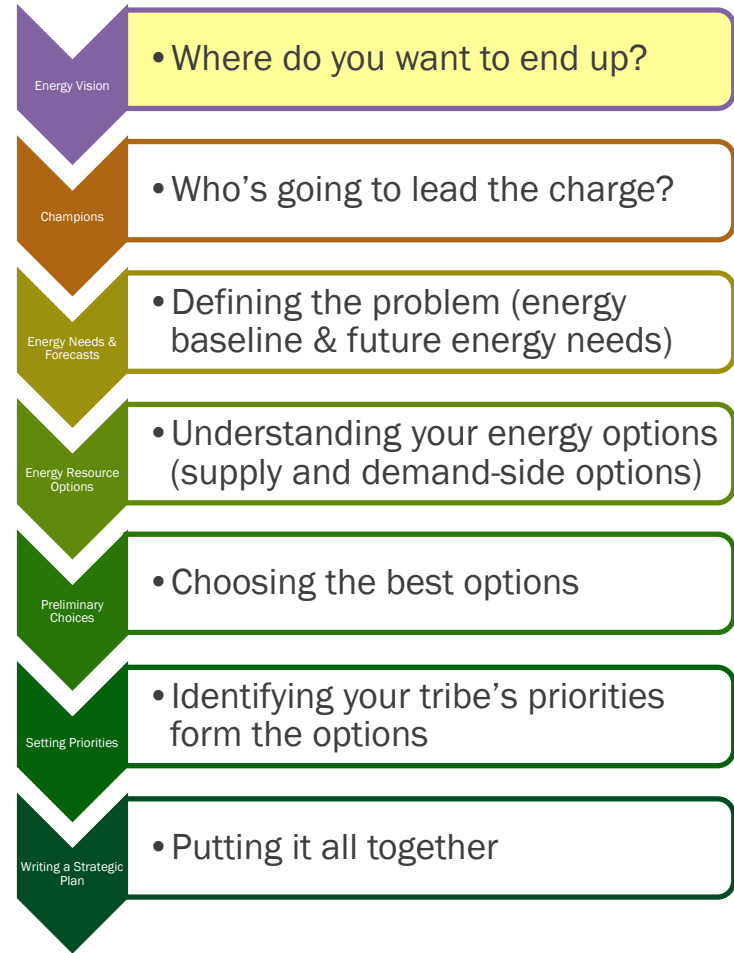 Energy Vision
•Where do you want to end up?
Champions
•Who's going to lead the charge?
Energy Needs &
Forecasts
•Defining the problem (energy
baseline & future energy needs)
Energy Resource
Options
•Understanding your energy options
(supply and demand-side options)
Preliminary
Choices
•Choosing the best options
Setting Priorities
•Identifying your tribe's priorities
form the options
Writing a Strategic
Plan
•Putting it all together